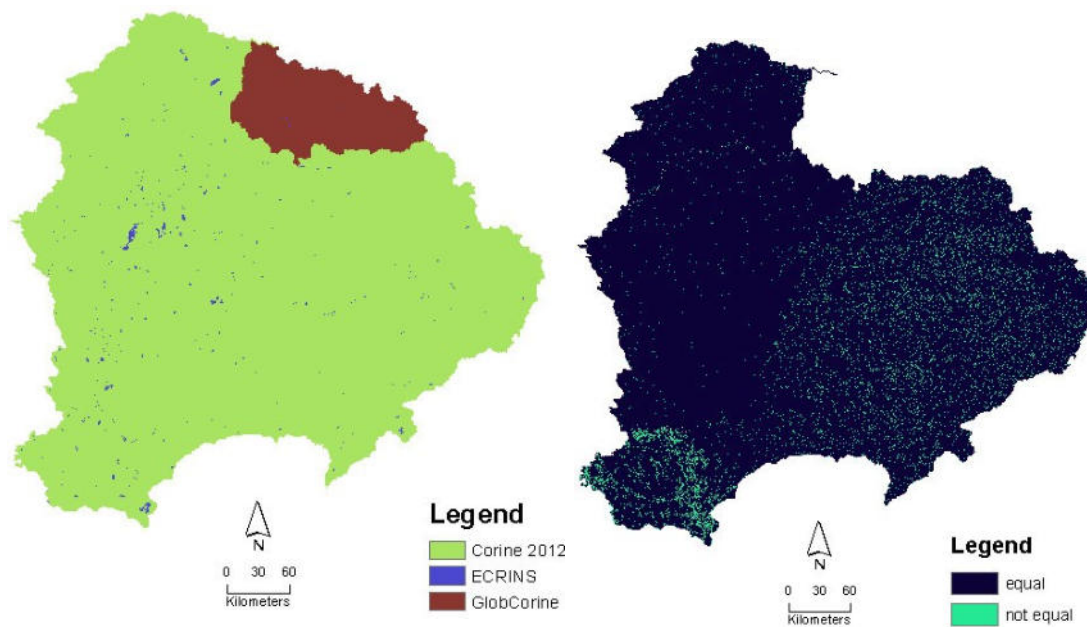 N
0 30 60
Kilometers
Legend
Corine 2012
ECRINS
GlobCorine
N
0 30 60
Kilometers
Legend
equal
not equal